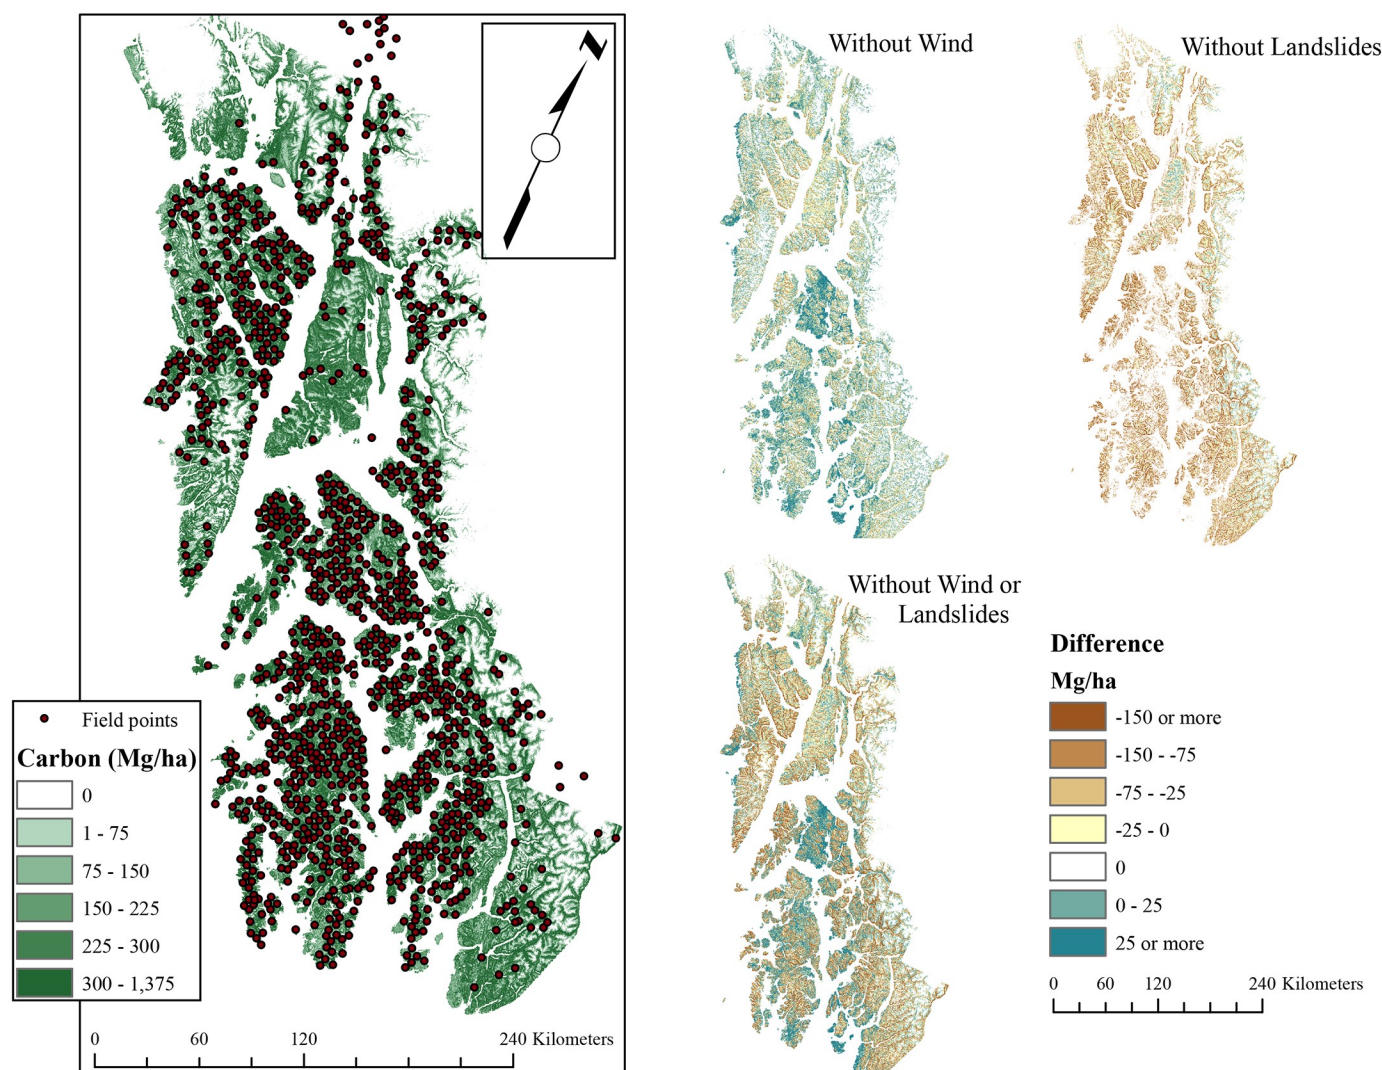 N
Field points
Carbon (Mg/ha)
0
1 - 75
75 - 150
150 - 225
225 - 300
300 - 1,375
0 60 120 240 Kilometers
Without Wind
Without Landslides
Without Wind or
Landslides
Difference
Mg/ha
-150 or more
-150 - -75
-75 - -25
-25 - 0
0
0 - 25
25 or more
0 60 120 240 Kilometers